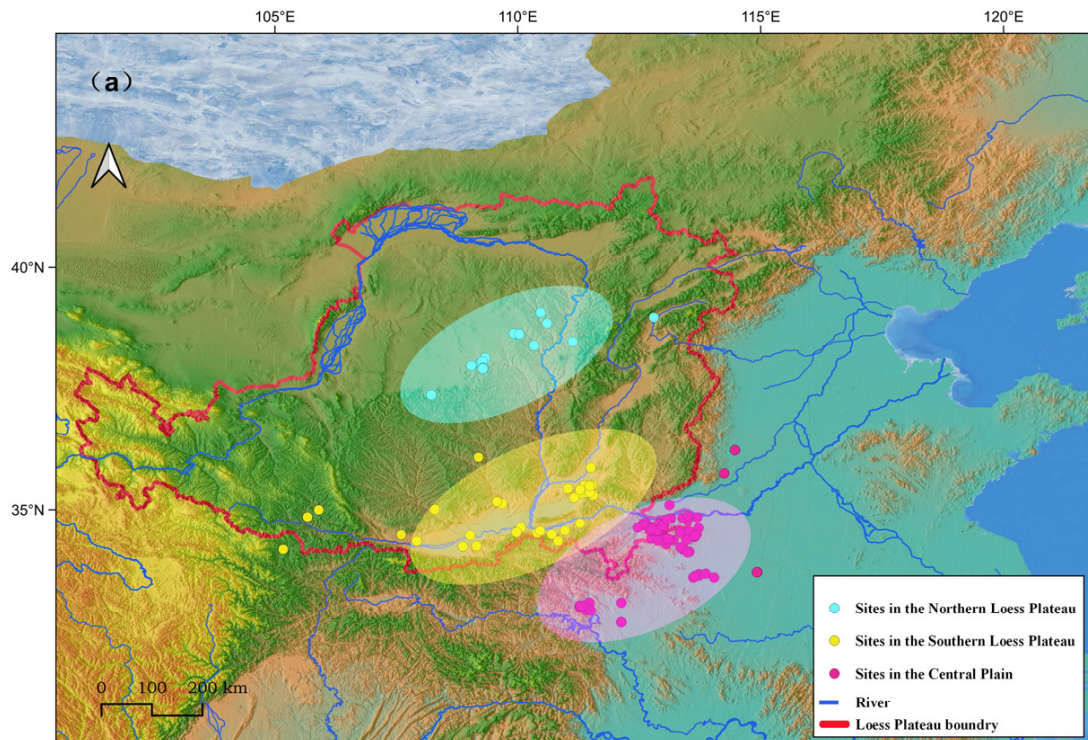 105°E 110°E 115°E 120°E
(a)
40°N
35°N
0 100 200 km
Sites in the Northern Loess Plateau
Sites in the Southern Loess Plateau
Sites in the Central Plain
River
Loess Plateau boundry